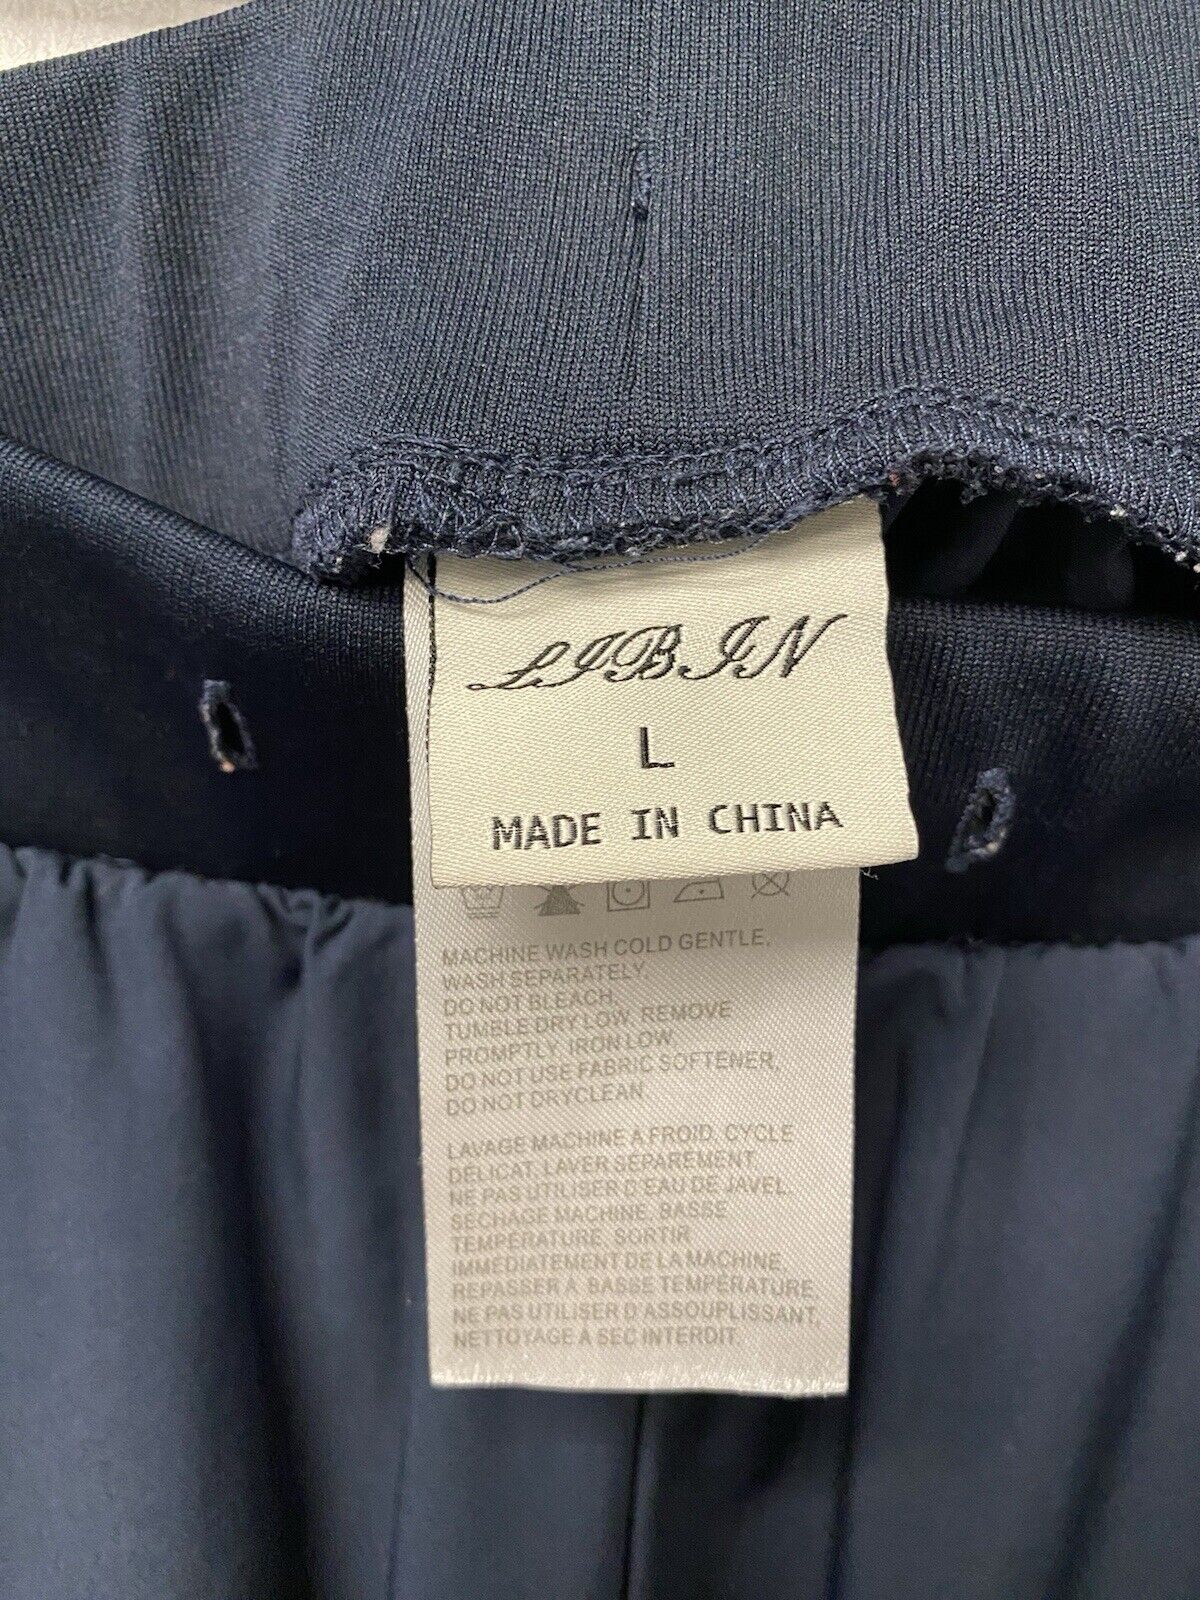 LIBIN
L
MADE IN CHINA
MACHINE WASH COLD GENTLE,
WASH SEPARATELY.
DO NOT BLEACH.
TUMBLE DRY LOW. REMOVE
PROMPTLY. IRON LOW.
DO NOT USE FABRIC SOFTENER,
DO NOT DRYCLEAN
LAVAGE MACHINE A FROID. CYCLE
DELICAT. LAVER SEPAREMENT.
NE PAS UTILISER D'EAU DE JAVEL.
SECHAGE MACHINE. BASSE
TEMPÉRATURE, SORTIR
IMMEDIATEMENT DE LA MACHINE,
REPASSER A BASSE TEMPÉRATURE,
NE PAS UTILISER D'ASSOUPLISSANT,
NETTOYAGE A SEC INTERDIT.